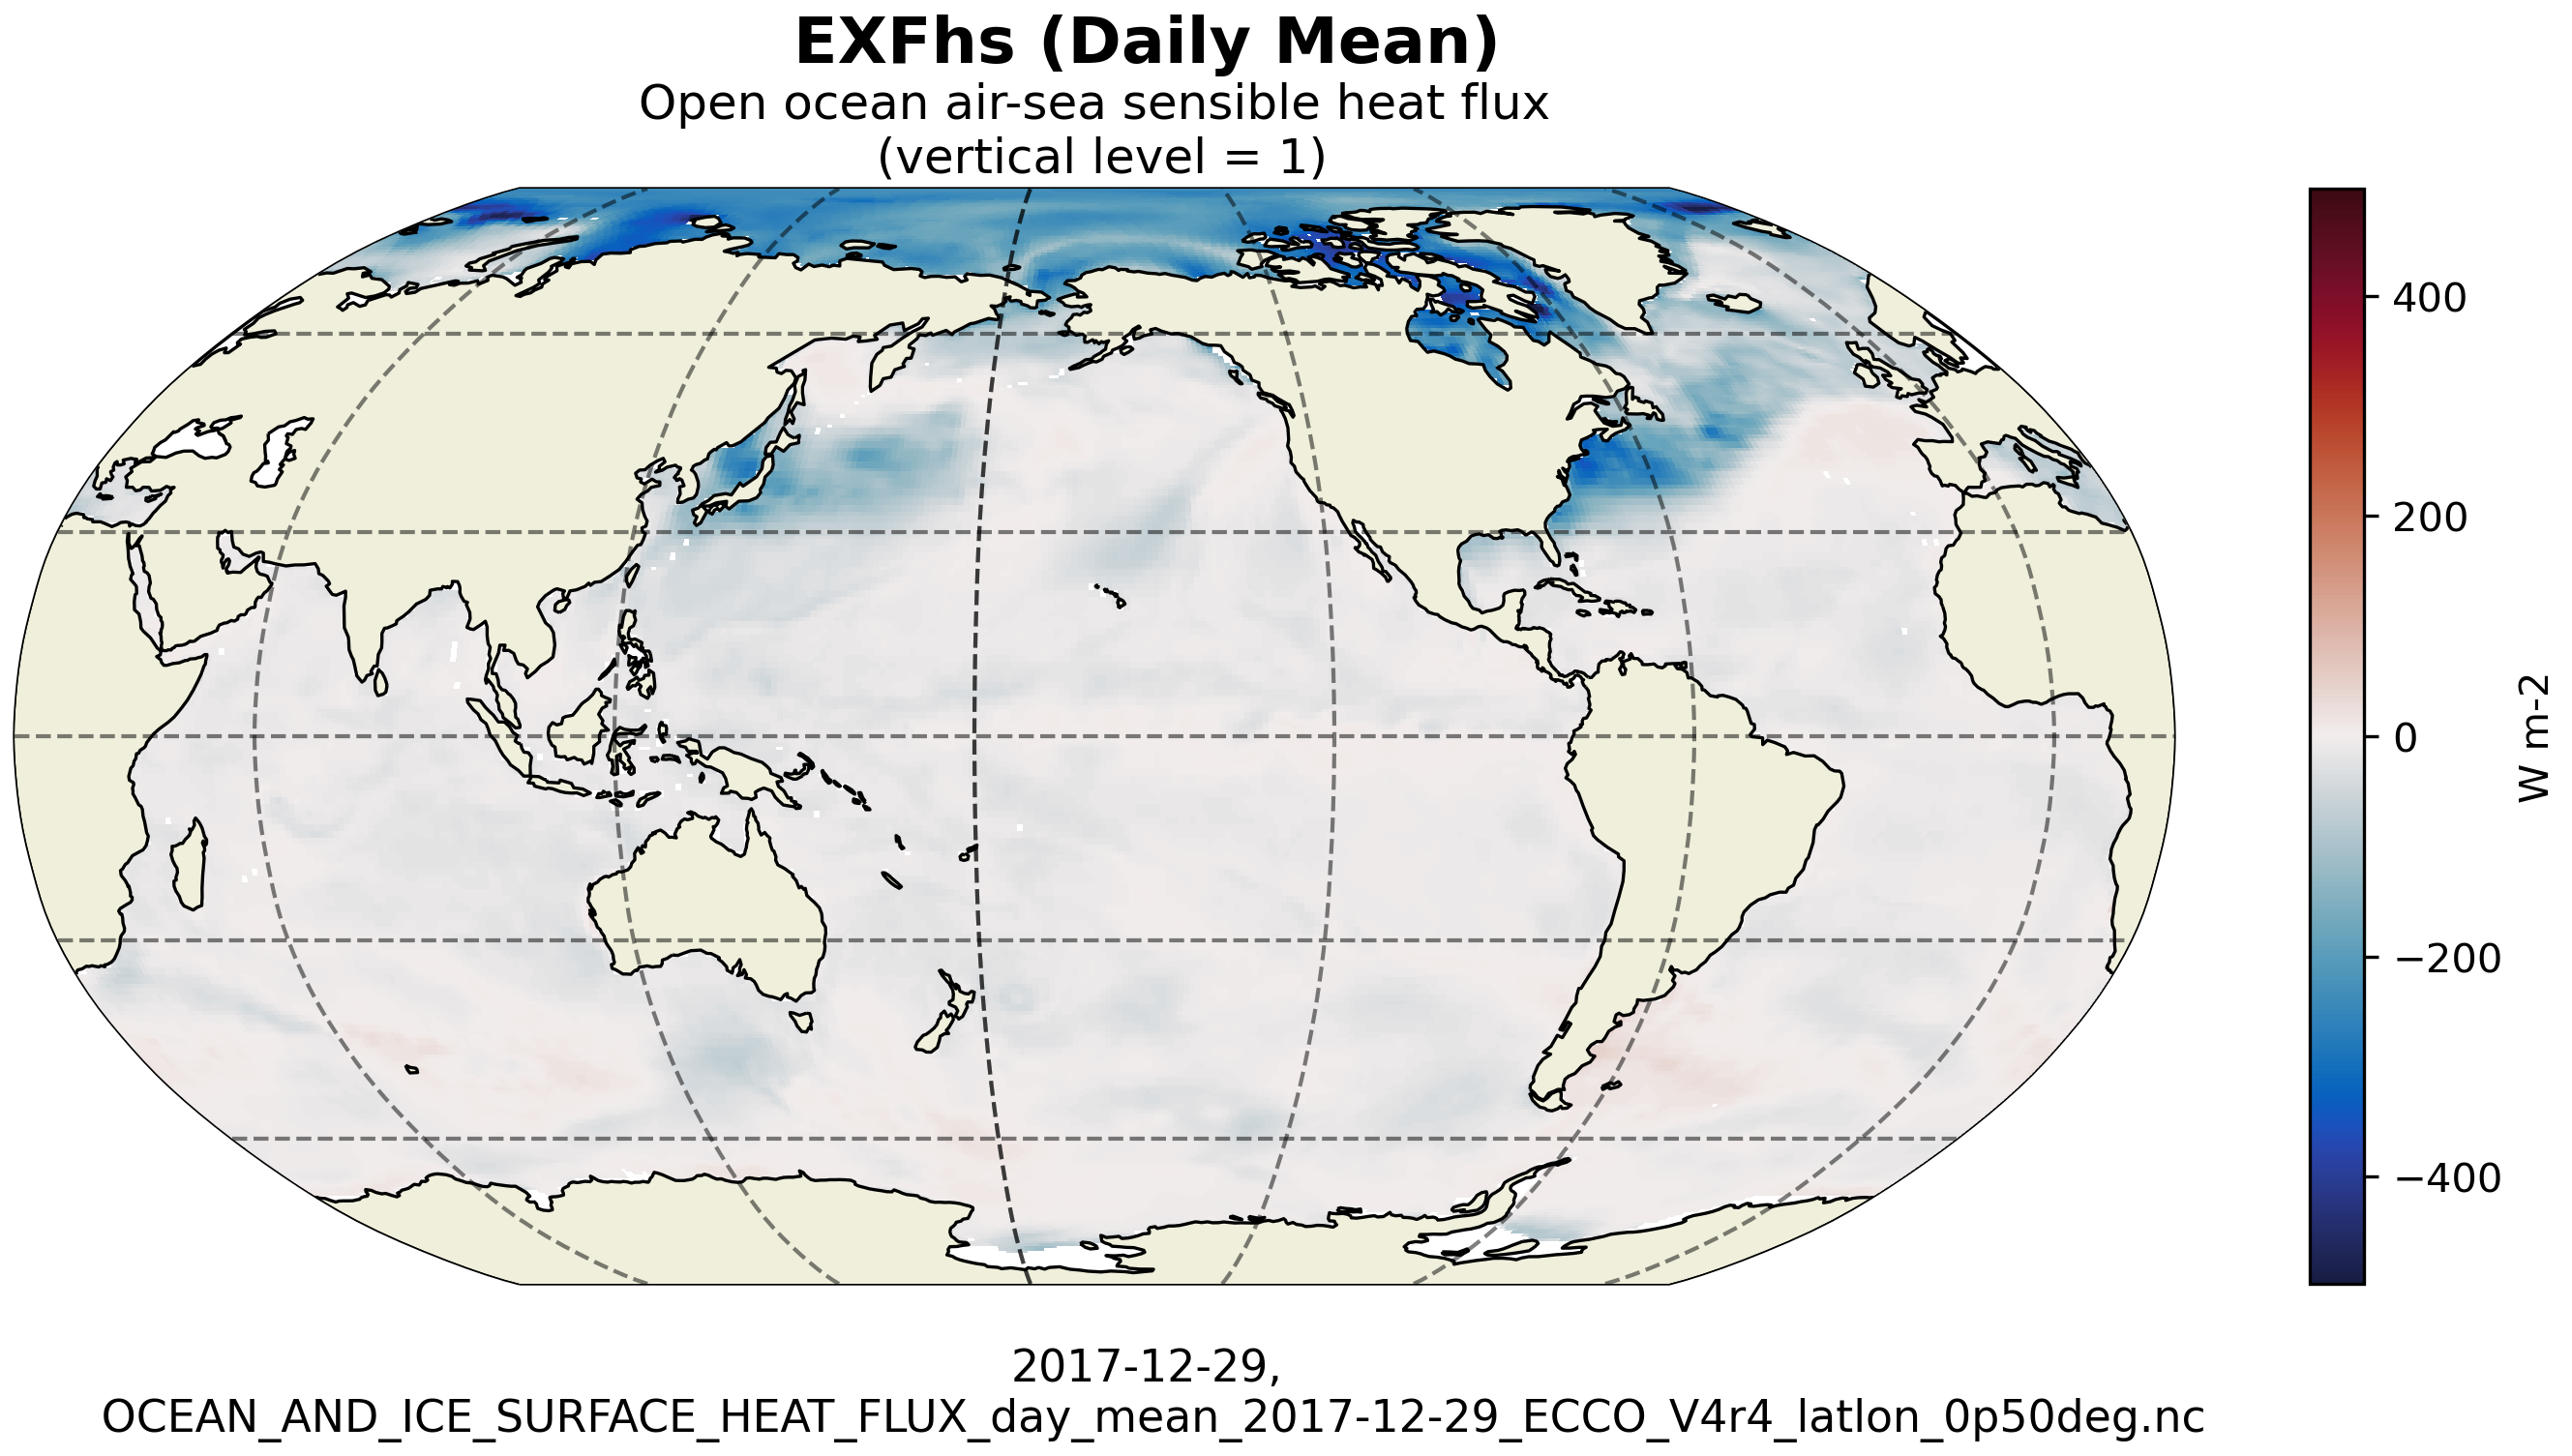 EXFhs (Daily Mean)
Open ocean air-sea sensible heat flux
(vertical level = 1)
400
200
0
−200
−400
W m-2
2017-12-29,
OCEAN_AND_ICE_SURFACE_HEAT_FLUX_day_mean_2017-12-29_ECCO_V4r4_latlon_0p50deg.nc